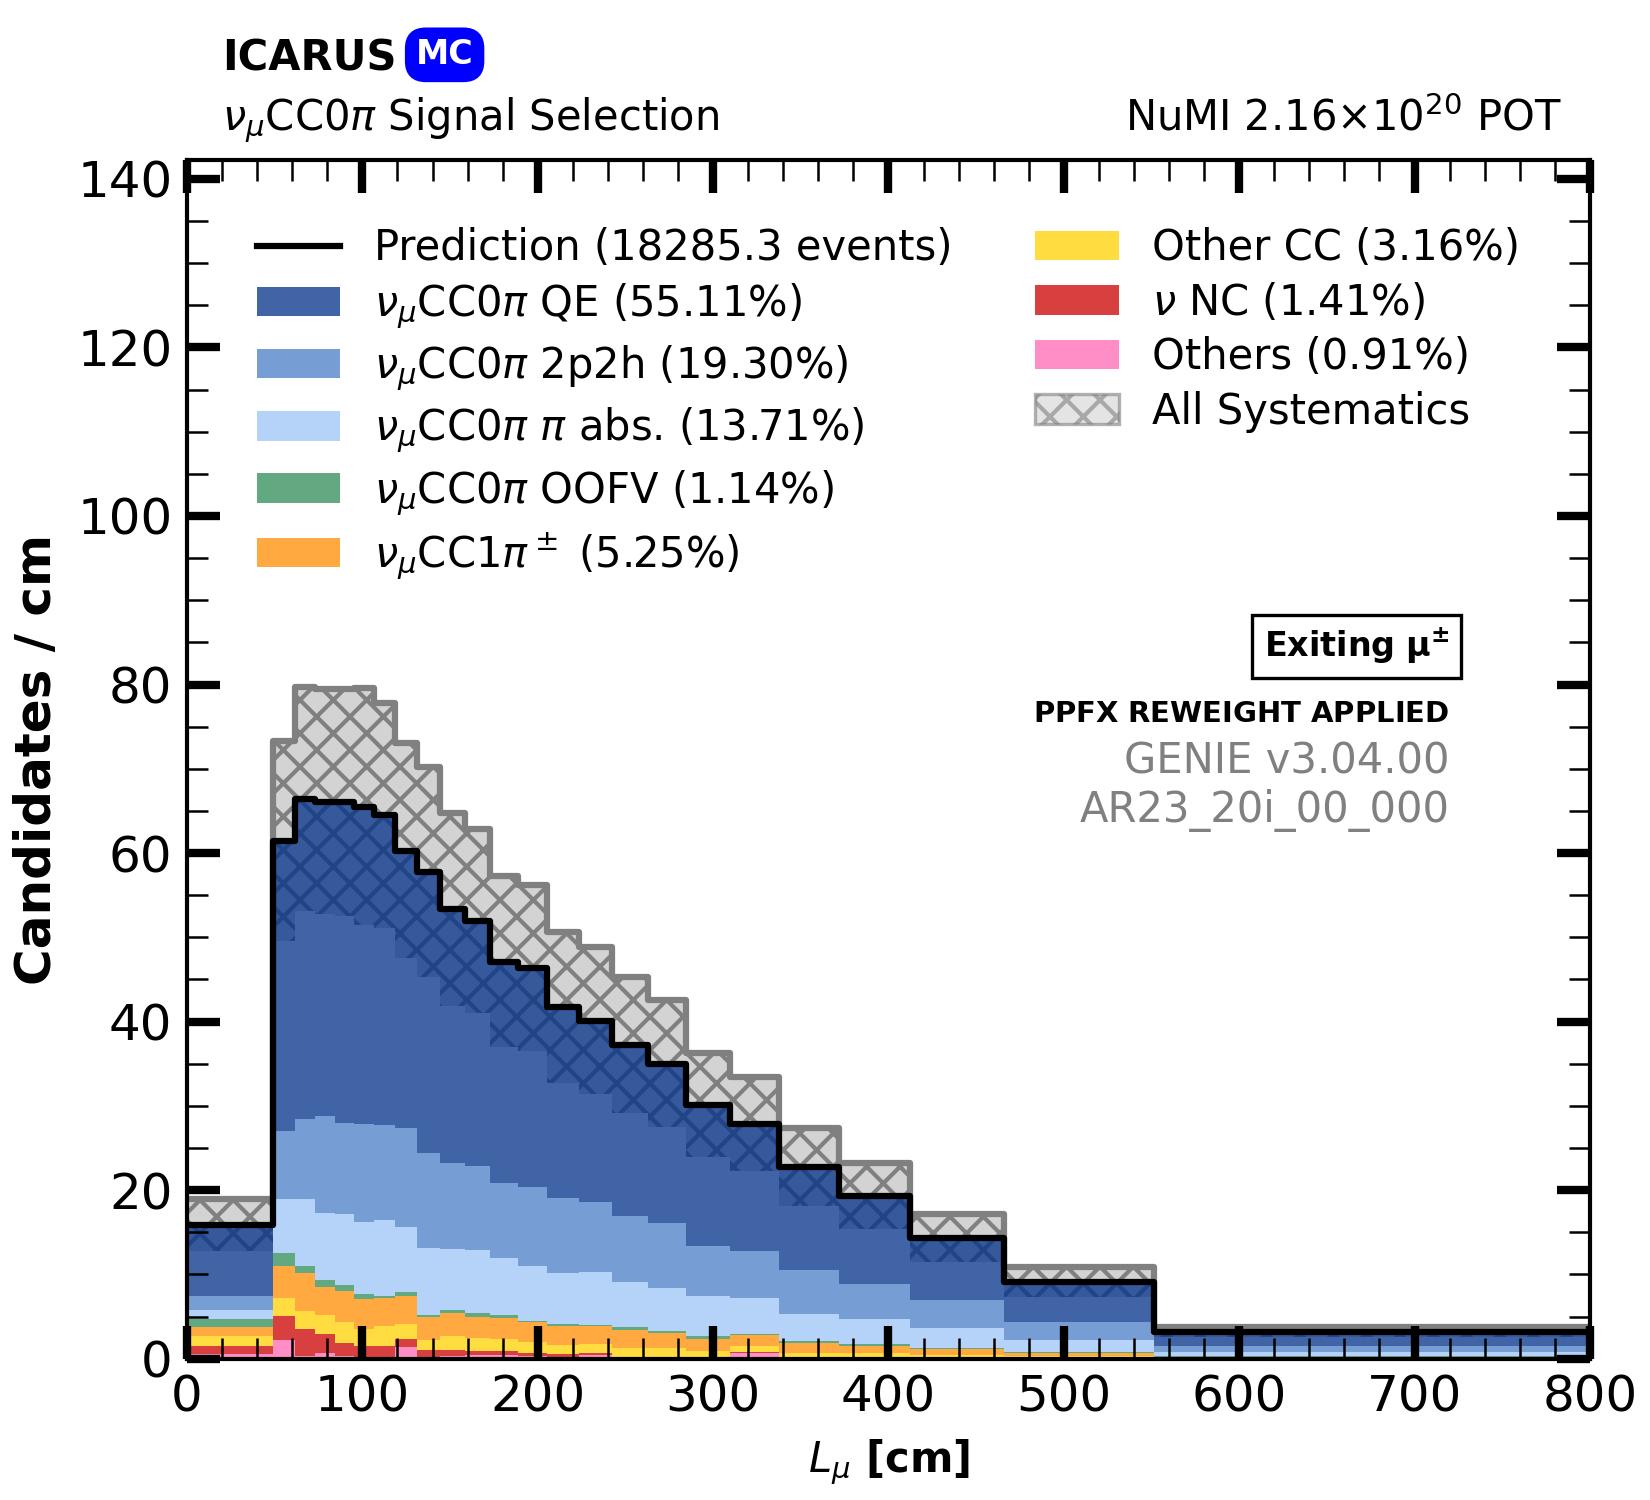 ICARUS MC
νμCC0π Signal Selection
NuMI 2.16×10²⁰ POT
Candidates / cm
140
120
100
80
60
40
20
0
Prediction (18285.3 events)
νμCC0π QE (55.11%)
νμCC0π 2p2h (19.30%)
νμCC0π π abs. (13.71%)
νμCC0π OOFV (1.14%)
νμCC1π± (5.25%)
Other CC (3.16%)
ν NC (1.41%)
Others (0.91%)
All Systematics
Exiting μ±
PPFX REWEIGHT APPLIED
GENIE v3.04.00
AR23_20i_00_000
0 100 200 300 400 500 600 700 800
Lμ [cm]